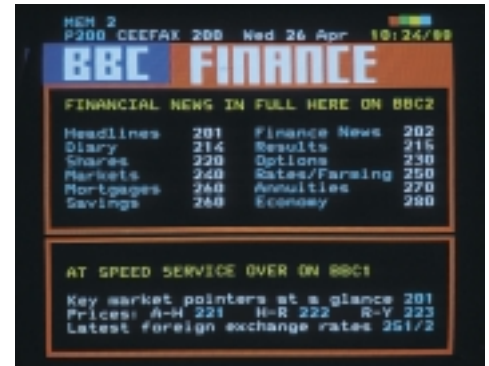 MEM 2
P200 CEEFAX 200 Wed 26 Apr 10:24/00
BBC FINANCE
FINANCIAL NEWS IN FULL HERE ON BBC2
Headlines 201 Finance News 202
Diary 214 Results 215
Shares 220 Options 230
Markets 240 Rates/Farming 250
Mortgages 260 Annuities 270
Savings 260 Economy 280
AT SPEED SERVICE OVER ON BBC1
Key market pointers at a glance 201
Prices: A-H 221 H-R 222 R-Y 223
Latest foreign exchange rates 251/2